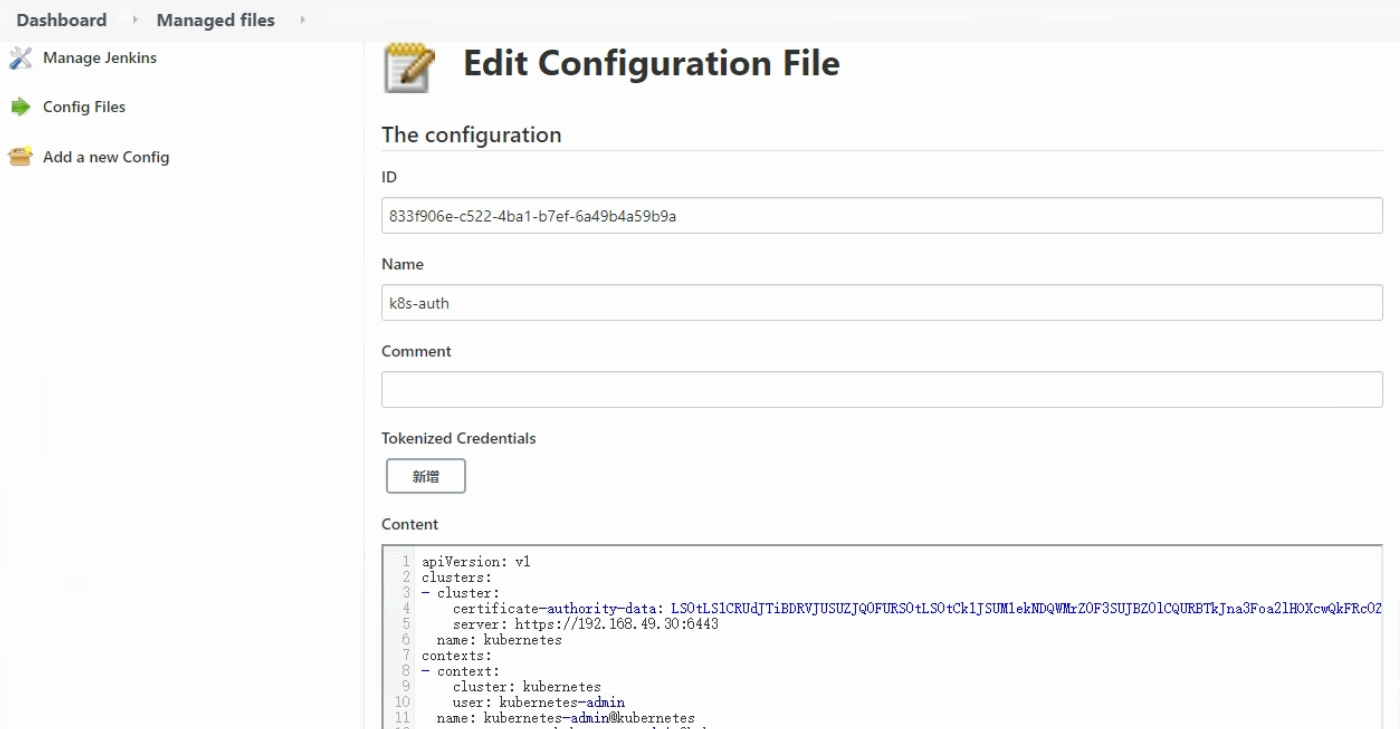 Dashboard
Managed files
Manage Jenkins
Config Files
Add a new Config
Edit Configuration File
The configuration
ID
833f906e-c522-4ba1-b7ef-6a49b4a59b9a
Name
k8s-auth
Comment
Tokenized Credentials
新增
Content
1 apiVersion: v1
2 clusters:
3 - cluster:
4 certificate-authority-data:
5 server: https://192.168.49.30:6443
6 name: kubernetes
7 contexts:
8 - context:
9 cluster: kubernetes
10 user: kubernetes-admin
11 name: kubernetes-admin@kubernetes